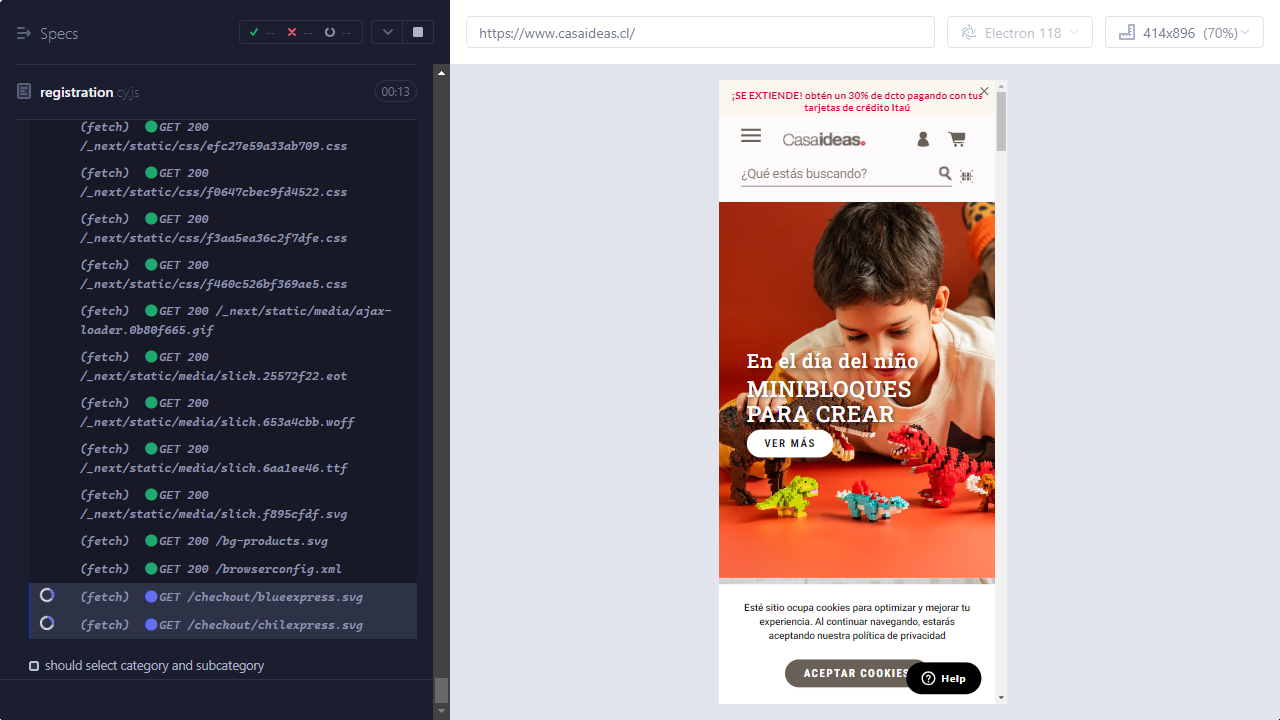 Specs
--
--
--
https://www.casaideas.cl/
Electron 118
414x896 (70%)
registration.cy.js
00:13
(fetch) GET 200
/_next/static/css/efc27e59a33ab709.css
(fetch) GET 200
/_next/static/css/f0647cbec9fd4522.css
(fetch) GET 200
/_next/static/css/f3aa5ea36c2f7dfe.css
(fetch) GET 200
/_next/static/css/f460c526bf369ae5.css
(fetch) GET 200 /_next/static/media/ajax-
loader.0b80f665.gif
(fetch) GET 200
/_next/static/media/slick.25572f22.eot
(fetch) GET 200
/_next/static/media/slick.653a4cbb.woff
(fetch) GET 200
/_next/static/media/slick.6aa1ee46.ttf
(fetch) GET 200
/_next/static/media/slick.f895cfdf.svg
(fetch) GET 200 /bg-products.svg
(fetch) GET 200 /browserconfig.xml
(fetch) GET /chechout/blueexpress.svg
(fetch) GET /chechout/chilexpress.svg
should select category and subcategory
¡SE EXTIENDE! obtén un 30% de dcto pagando con tus
tarjetas de crédito Itaú
Casaideas
¿Qué estás buscando?
En el día del niño
MINIBLOQUES
PARA CREAR
VER MÁS
Esté sitio ocupa cookies para optimizar y mejorar tu
experiencia. Al continuar navegando, estarás
aceptando nuestra política de privacidad
ACEPTAR COOKIES
Help